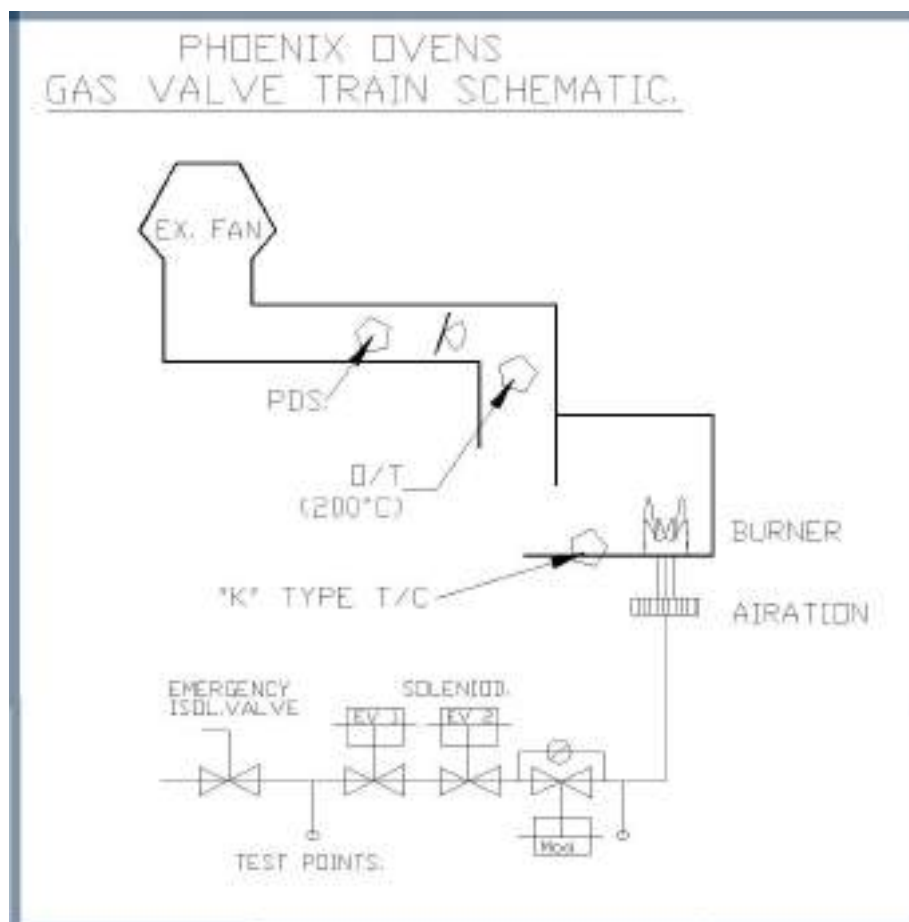 PHOENIX OVENS
GAS VALVE TRAIN SCHEMATIC.
EX. FAN
PDS.
O/T
(200°C)
BURNER
"K" TYPE T/C
AIRATION
EMERGENCY
ISOL.VALVE
SOLENIOD.
EV 1
EV 2
TEST POINTS.